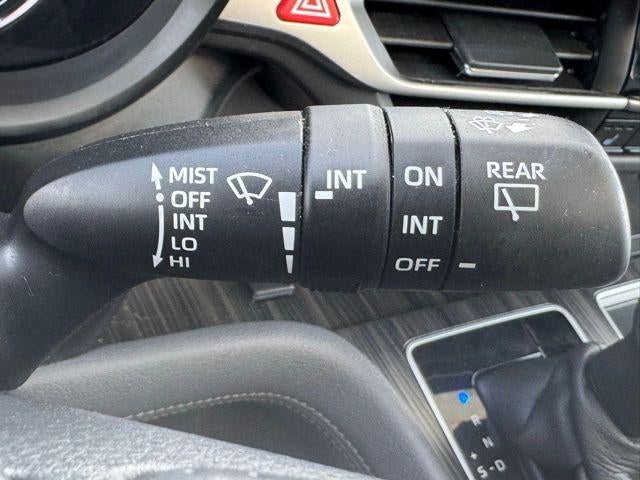 MIST
OFF
INT
LO
HI
INT
ON
INT
OFF
REAR
R
N
+
S-D